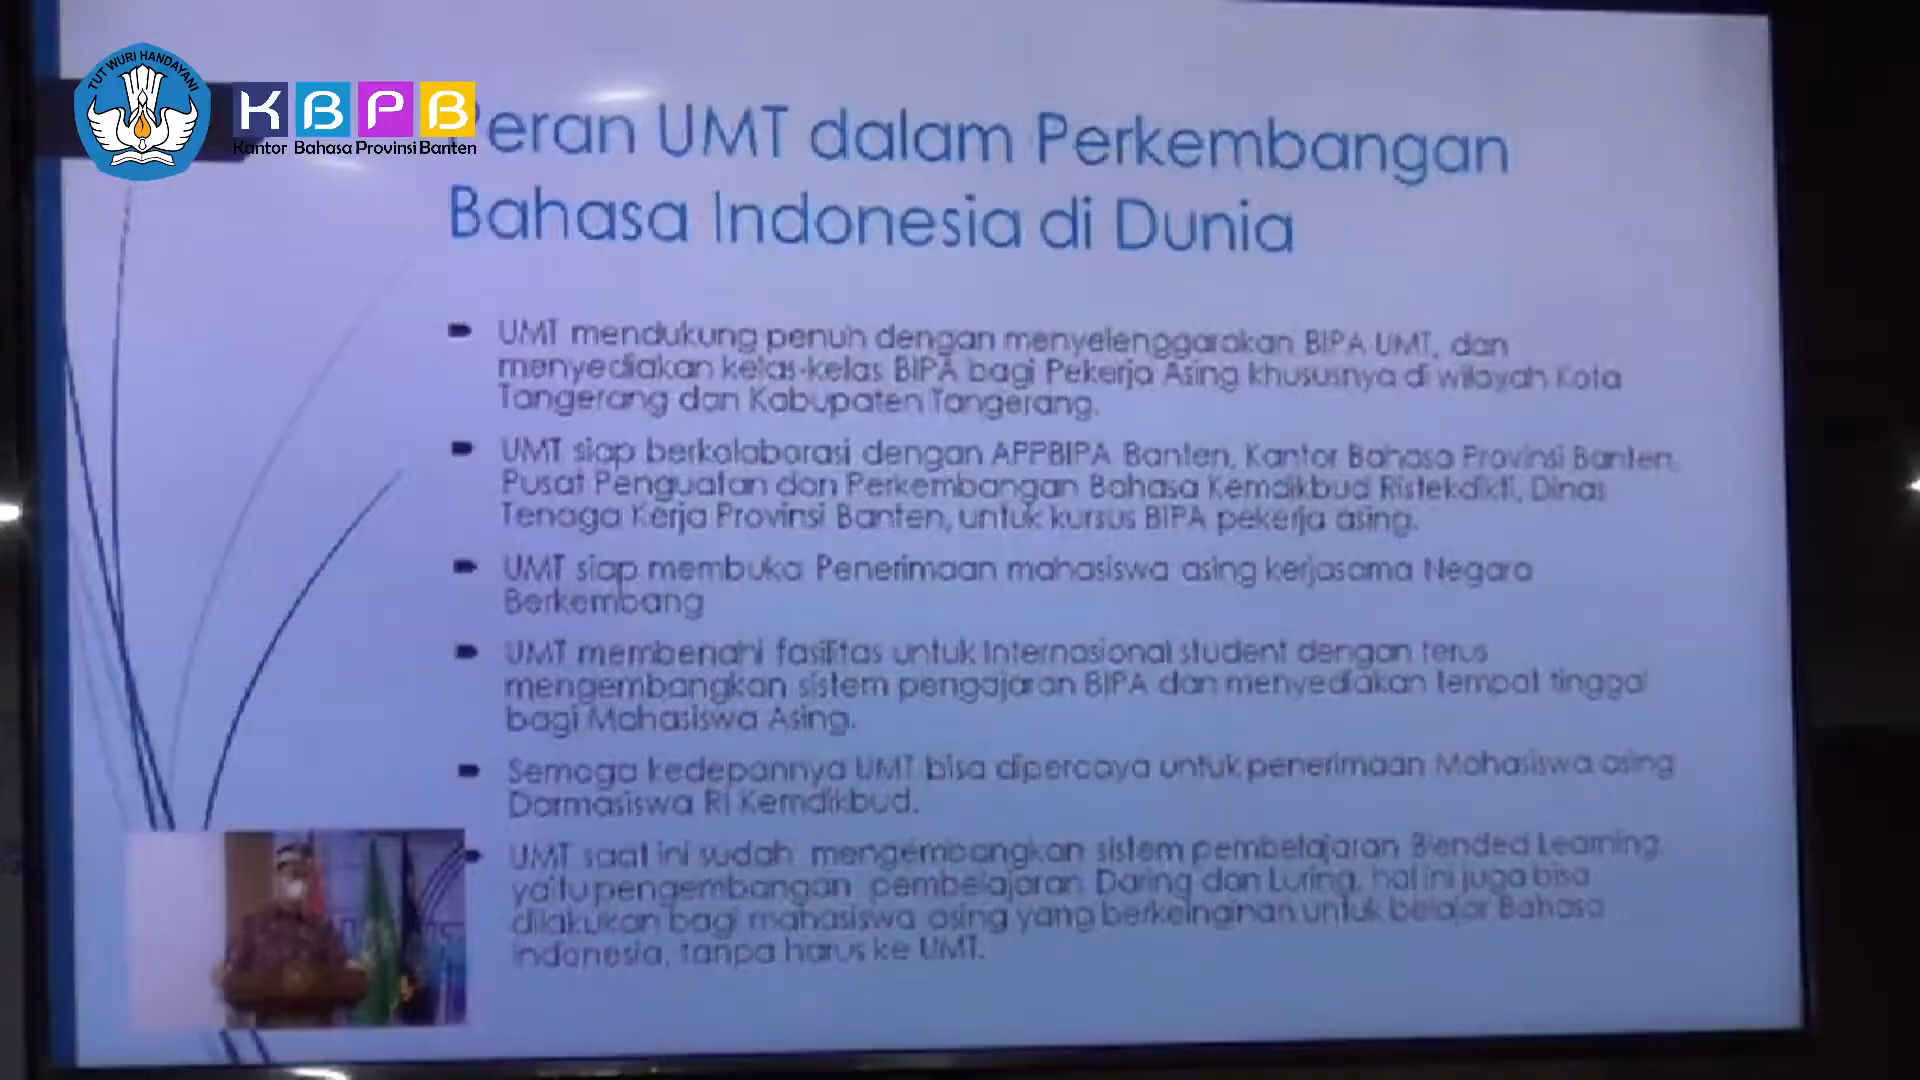 TUT WURI HANDAYANI
KBPB
Kantor Bahasa Provinsi Banten
Peran UMT dalam Perkembangan
Bahasa Indonesia di Dunia
UMT mendukung penuh dengan menyelenggarakan BIPA UMT, dan
menyediakan kelas-kelas BIPA bagi Pekerja Asing khususnya di wilayah Kota
Tangerang dan Kabupaten Tangerang.
UMT siap berkolaborasi dengan APPBIPA Banten, Kantor Bahasa Provinsi Banten,
Pusat Penguatan dan Perkembangan Bahasa Kemdikbud Ristekdikti, Dinas
Tenaga Kerja Provinsi Banten, untuk kursus BIPA pekerja asing.
UMT siap membuka Penerimaan mahasiswa asing kerjasama Negara
Berkembang
UMT membenahi fasilitas untuk Internasional student dengan terus
mengembangkan sistem pengajaran BIPA dan menyediakan tempat tinggal
bagi Mahasiswa Asing.
Semoga kedepannya UMT bisa dipercaya untuk penerimaan Mahasiswa asing
Darmasiswa RI Kemdikbud.
UMT saat ini sudah mengembangkan sistem pembelajaran Blended Learning,
yaitu pengembangan pembelajaran Daring dan Luring, hal ini juga bisa
dilakukan bagi mahasiswa asing yang berkeinginan untuk belajar Bahasa
Indonesia, tanpa harus ke UMT.